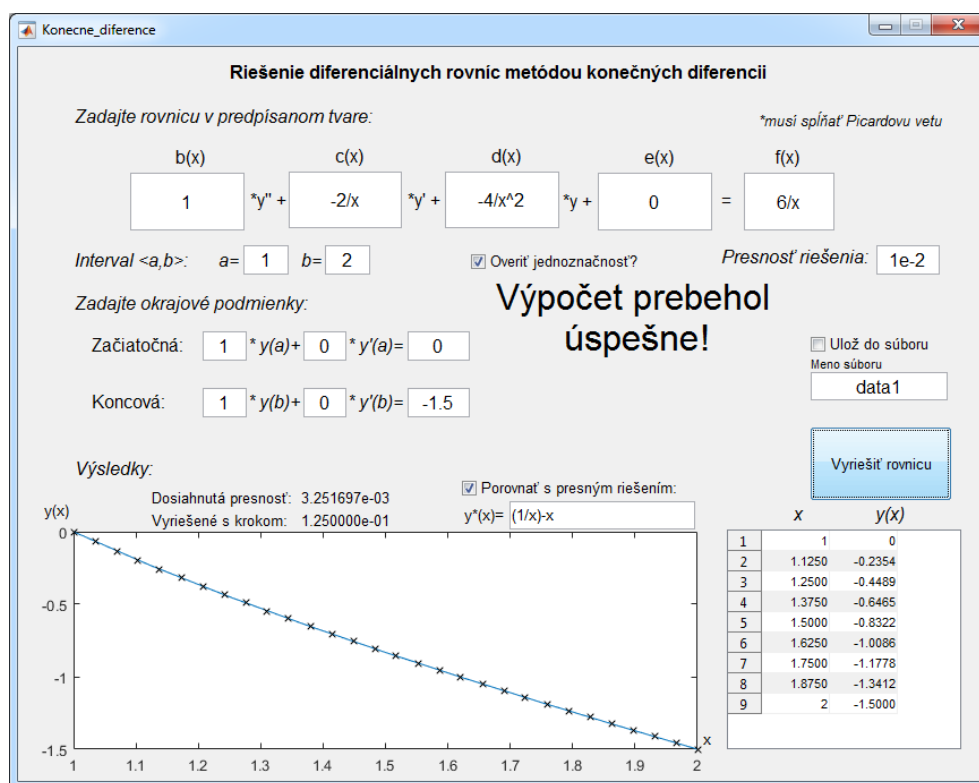 Konecne_diference
Riešenie diferenciálnych rovníc metódou konečných diferencii
Zadajte rovnicu v predpísanom tvare:
*musí spĺňať Picardovu vetu
b(x) c(x) d(x) e(x) f(x)
1 *y'' + -2/x *y' + -4/x^2 *y + 0 = 6/x
Interval <a,b>: a= 1 b= 2 Overiť jednoznačnosť? Presnosť riešenia: 1e-2
Zadajte okrajové podmienky:
Výpočet prebehol
úspešne!
Začiatočná: 1 * y(a)+ 0 * y'(a)= 0
Koncová: 1 * y(b)+ 0 * y'(b)= -1.5
Ulož do súboru
Meno súboru
data1
Vyriešiť rovnicu
Výsledky:
Dosiahnutá presnosť: 3.251697e-03
Vyriešené s krokom: 1.250000e-01
Porovnať s presným riešením:
y*(x)= (1/x)-x
y(x)
0
-0.5
-1
-1.5
1 1.1 1.2 1.3 1.4 1.5 1.6 1.7 1.8 1.9 2
x
x y(x)
1 1 0
2 1.1250 -0.2354
3 1.2500 -0.4489
4 1.3750 -0.6465
5 1.5000 -0.8322
6 1.6250 -1.0086
7 1.7500 -1.1778
8 1.8750 -1.3412
9 2 -1.5000